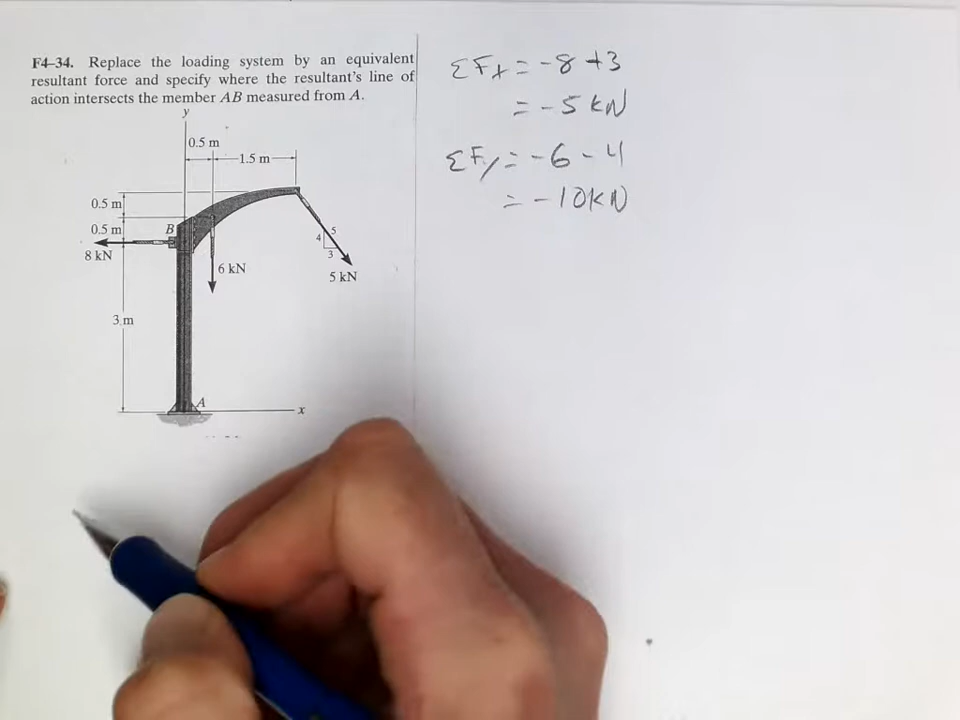 F4–34. Replace the loading system by an equivalent
resultant force and specify where the resultant's line of
action intersects the member AB measured from A.
y
0.5 m
1.5 m
0.5 m
0.5 m
B
8 kN
6 kN
4
5
3
5 kN
3 m
A
x
ΣFx = -8 +3
= -5 kN
ΣFy = -6 - 4
= -10kN